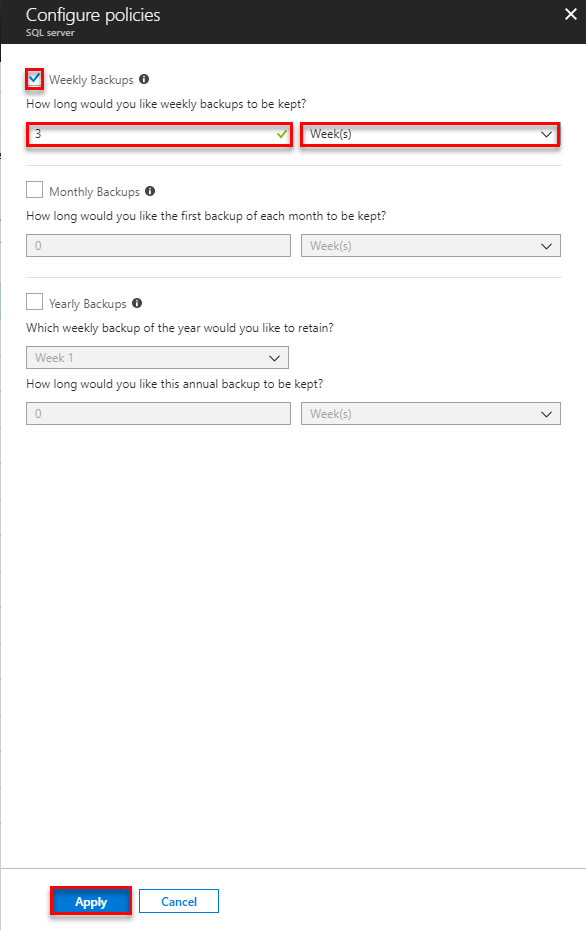 Configure policies
SQL server
Weekly Backups
How long would you like weekly backups to be kept?
3 Week(s)
Monthly Backups
How long would you like the first backup of each month to be kept?
0 Week(s)
Yearly Backups
Which weekly backup of the year would you like to retain?
Week 1
How long would you like this annual backup to be kept?
0 Week(s)
Apply Cancel